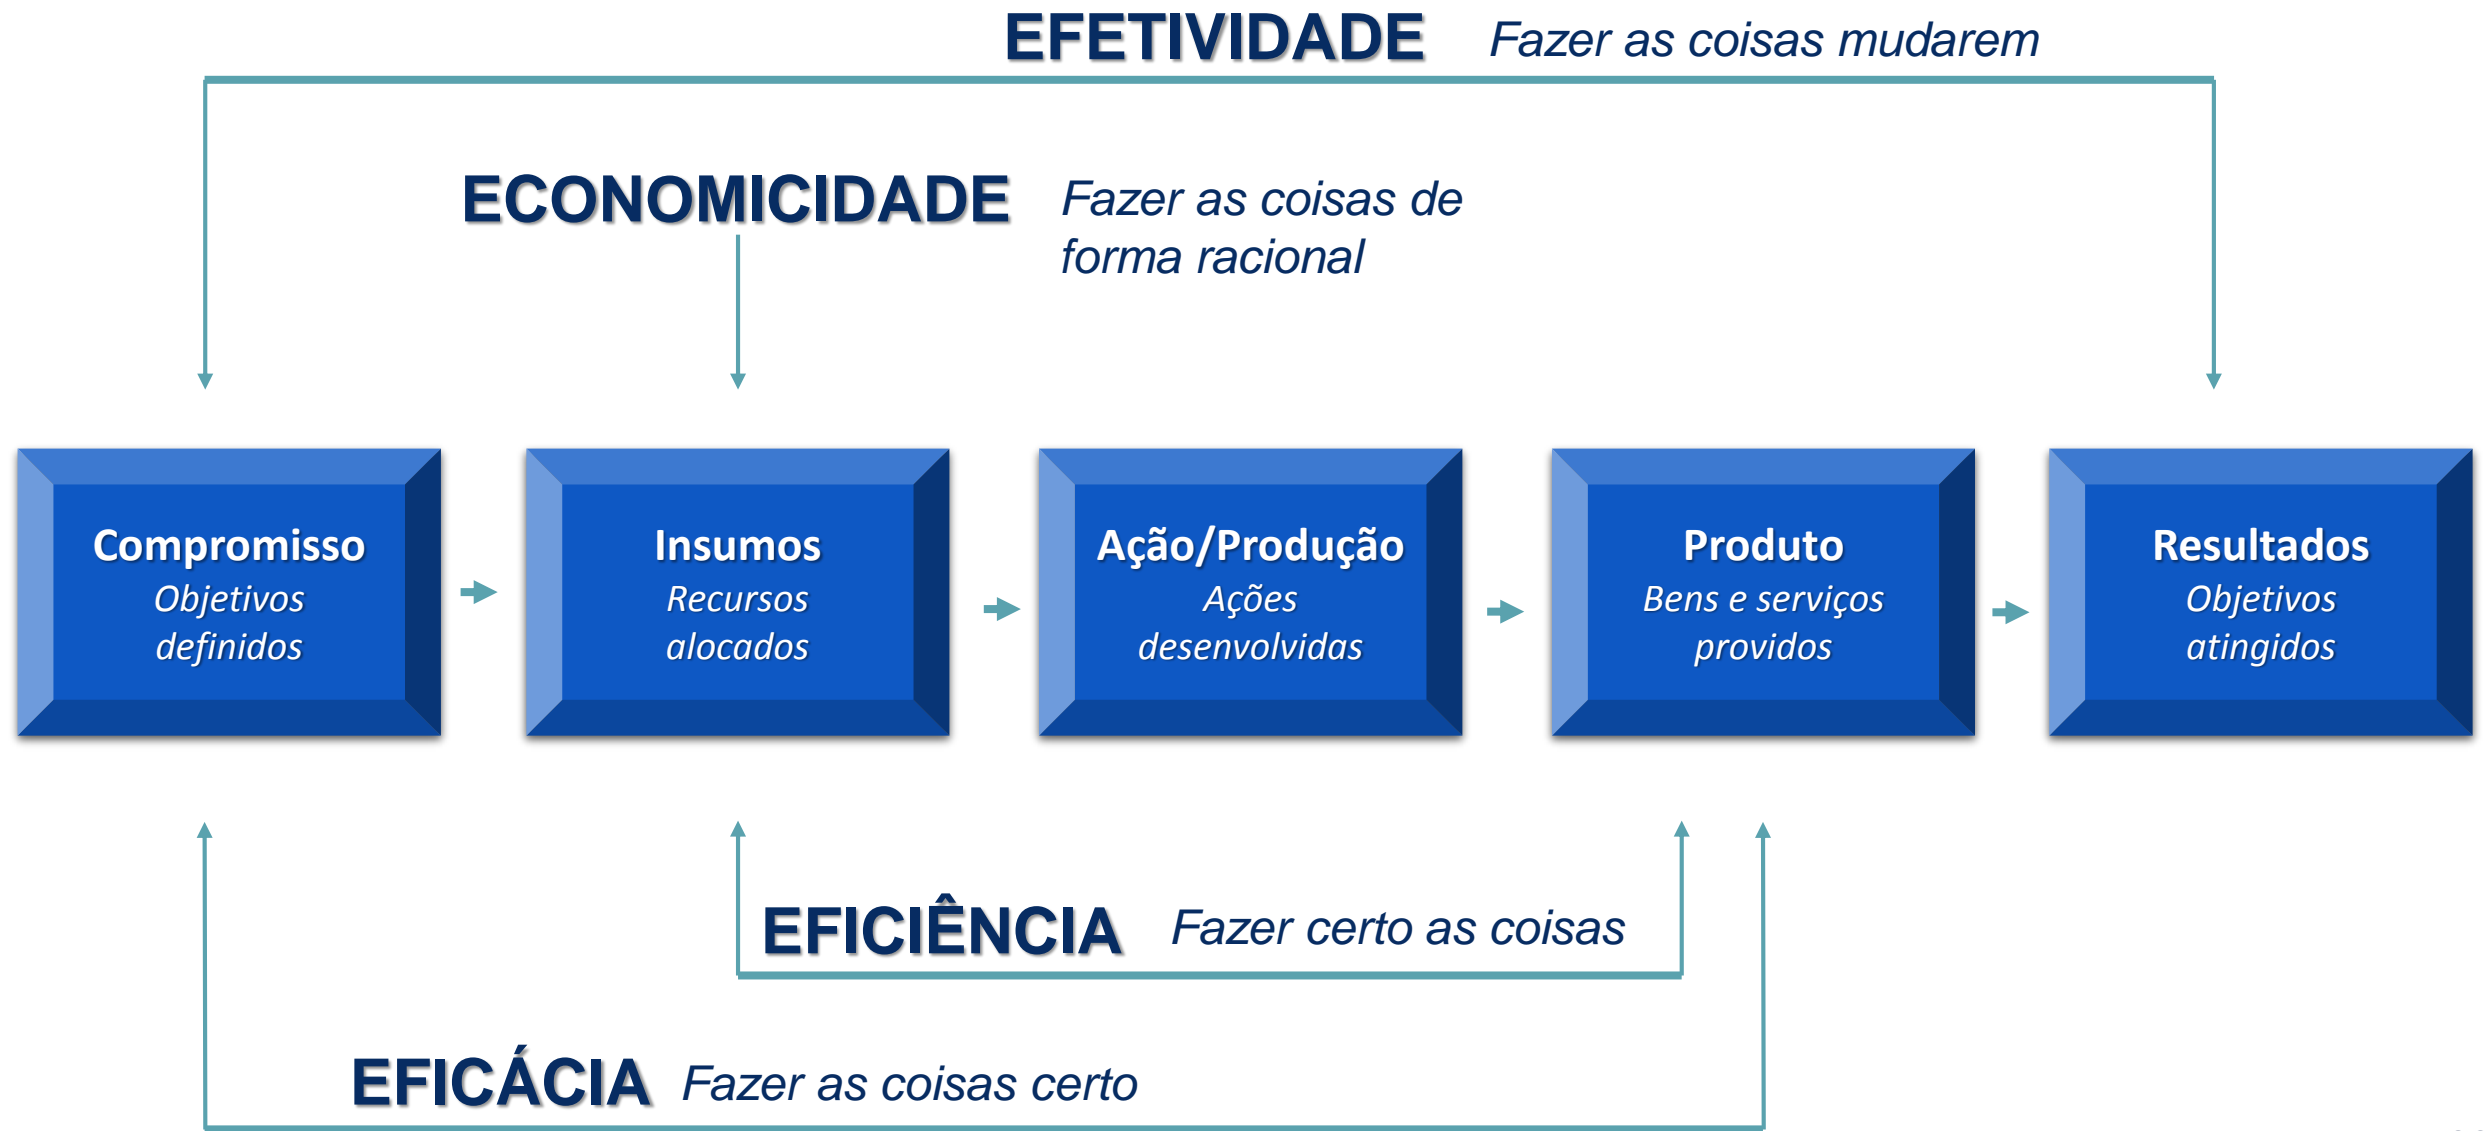 EFETIVIDADE Fazer as coisas mudarem
ECONOMICIDADE Fazer as coisas de
forma racional
Compromisso
Objetivos
definidos
Insumos
Recursos
alocados
Ação/Produção
Ações
desenvolvidas
Produto
Bens e serviços
providos
Resultados
Objetivos
atingidos
EFICIÊNCIA Fazer certo as coisas
EFICÁCIA Fazer as coisas certo